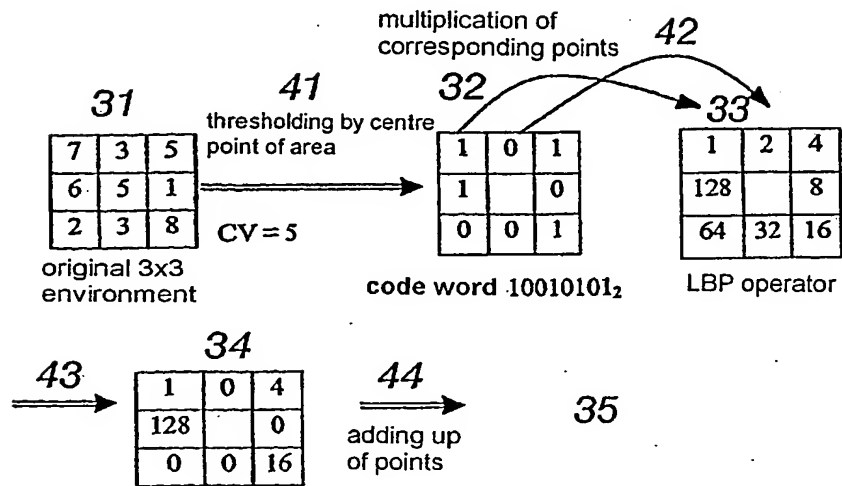 multiplication of
corresponding points 42
31 41 32 33
thresholding by centre
point of area
7 3 5
6 5 1
2 3 8
CV = 5
1 0 1
1 0
0 0 1
1 2 4
128 8
64 32 16
original 3x3
environment
code word 10010101₂
LBP operator
43 34 44 35
1 0 4
128 0
0 0 16
adding up
of points